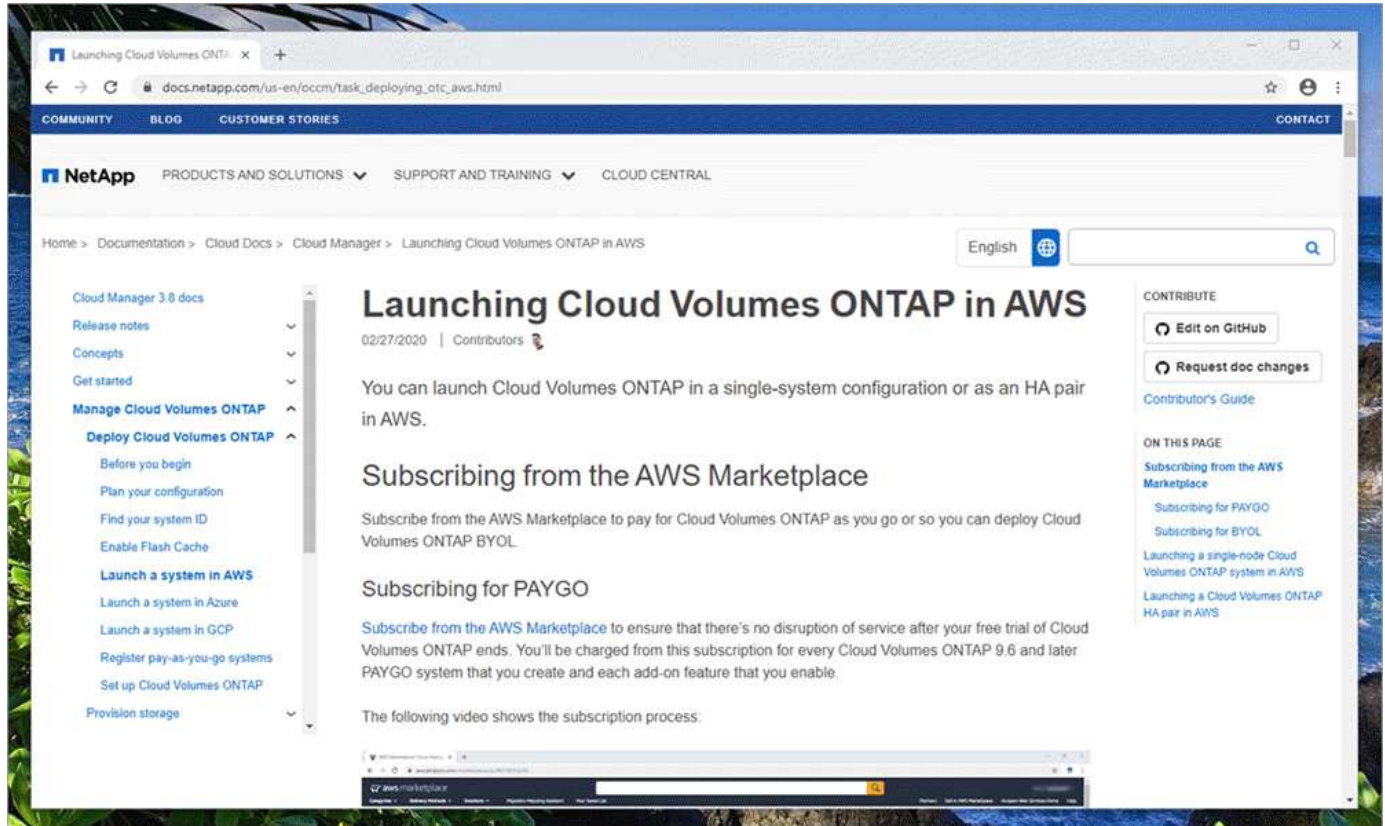 Launching Cloud Volumes ONTA
docs.netapp.com/us-en/occm/task_deploying_otc_aws.html
COMMUNITY BLOG CUSTOMER STORIES CONTACT
NetApp PRODUCTS AND SOLUTIONS SUPPORT AND TRAINING CLOUD CENTRAL
Home > Documentation > Cloud Docs > Cloud Manager > Launching Cloud Volumes ONTAP in AWS
English
Cloud Manager 3.8 docs
Release notes
Concepts
Get started
Manage Cloud Volumes ONTAP
Deploy Cloud Volumes ONTAP
Before you begin
Plan your configuration
Find your system ID
Enable Flash Cache
Launch a system in AWS
Launch a system in Azure
Launch a system in GCP
Register pay-as-you-go systems
Set up Cloud Volumes ONTAP
Provision storage
Launching Cloud Volumes ONTAP in AWS
02/27/2020 | Contributors
You can launch Cloud Volumes ONTAP in a single-system configuration or as an HA pair
in AWS.
Subscribing from the AWS Marketplace
Subscribe from the AWS Marketplace to pay for Cloud Volumes ONTAP as you go or so you can deploy Cloud
Volumes ONTAP BYOL.
Subscribing for PAYGO
Subscribe from the AWS Marketplace to ensure that there's no disruption of service after your free trial of Cloud
Volumes ONTAP ends. You'll be charged from this subscription for every Cloud Volumes ONTAP 9.6 and later
PAYGO system that you create and each add-on feature that you enable.
The following video shows the subscription process:
aws marketplace
CONTRIBUTE
Edit on GitHub
Request doc changes
Contributor's Guide
ON THIS PAGE
Subscribing from the AWS
Marketplace
Subscribing for PAYGO
Subscribing for BYOL
Launching a single-node Cloud
Volumes ONTAP system in AWS
Launching a Cloud Volumes ONTAP
HA pair in AWS